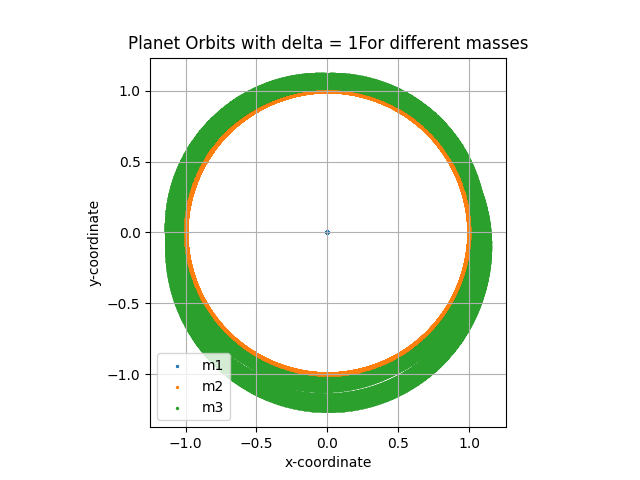 Planet Orbits with delta = 1For different masses
y-coordinate
1.0
0.5
0.0
−0.5
−1.0
m1
m2
m3
−1.0 −0.5 0.0 0.5 1.0
x-coordinate